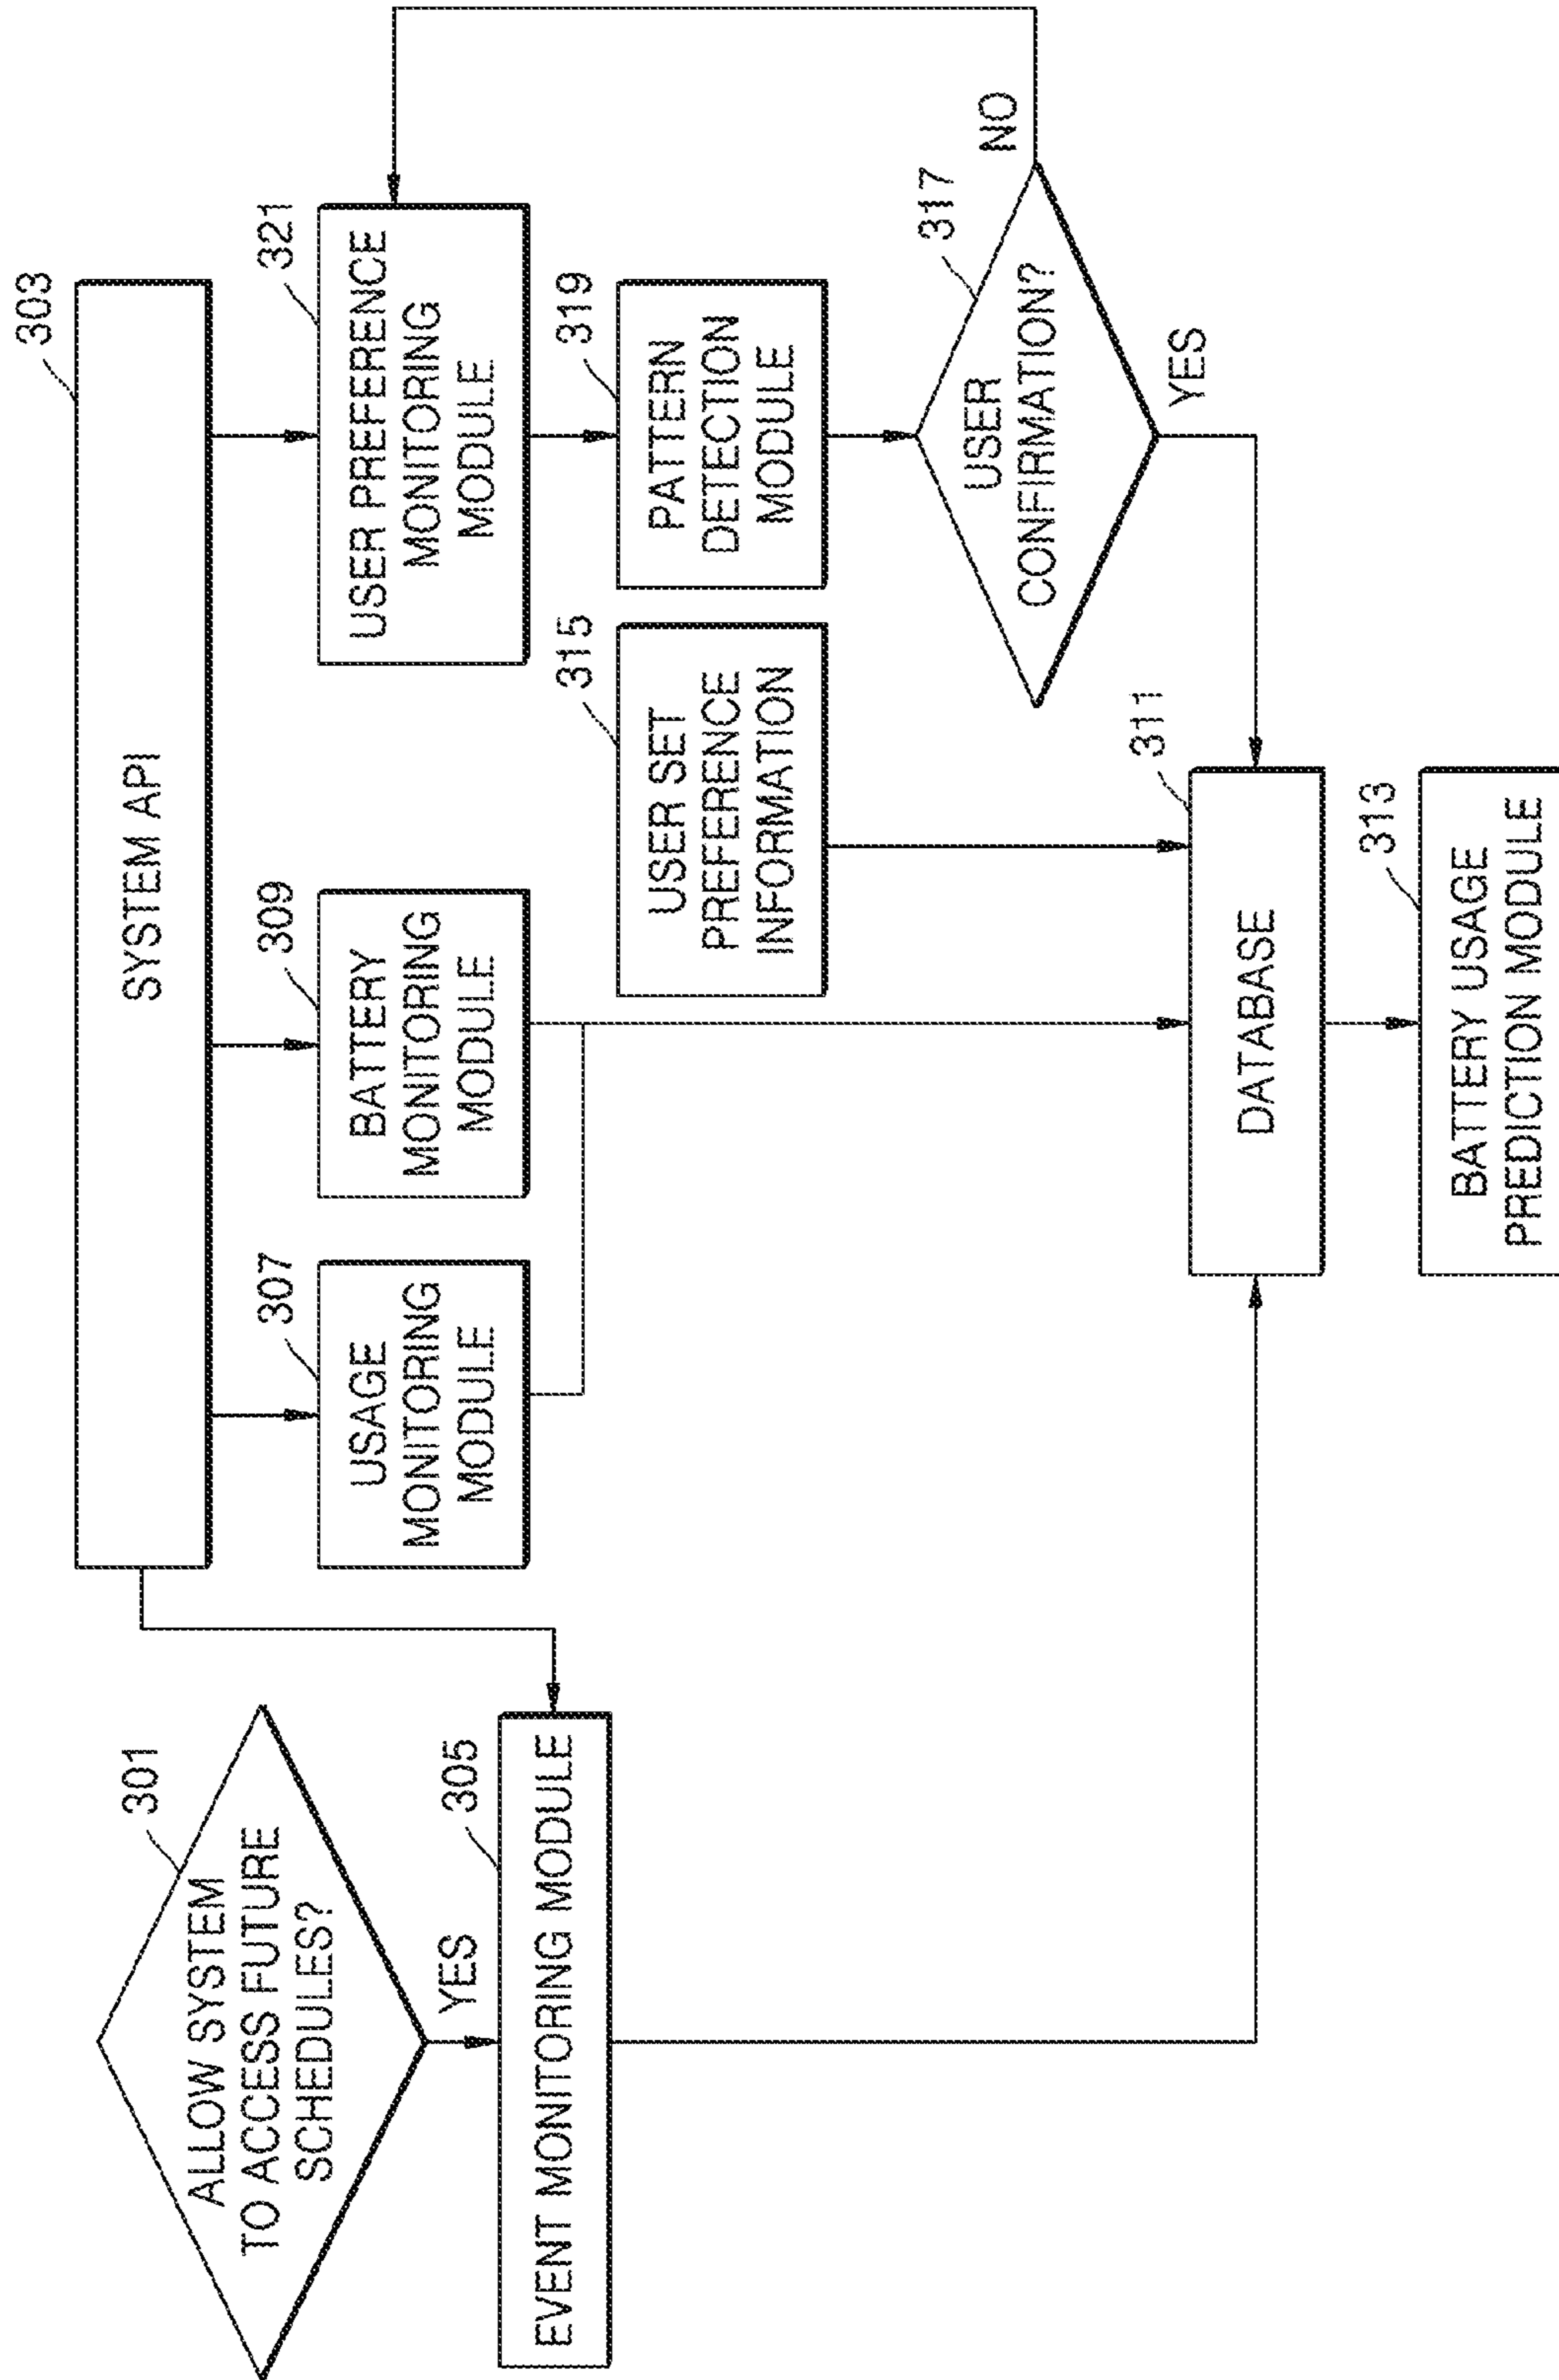 301
ALLOW SYSTEM
TO ACCESS FUTURE
SCHEDULES?
YES
305
EVENT MONITORING MODULE
303
SYSTEM API
307
USAGE
MONITORING
MODULE
309
BATTERY
MONITORING
MODULE
321
USER PREFERENCE
MONITORING
MODULE
315
USER SET
PREFERENCE
INFORMATION
319
PATTERN
DETECTION
MODULE
317
USER
CONFIRMATION?
NO
YES
311
DATABASE
313
BATTERY USAGE
PREDICTION MODULE